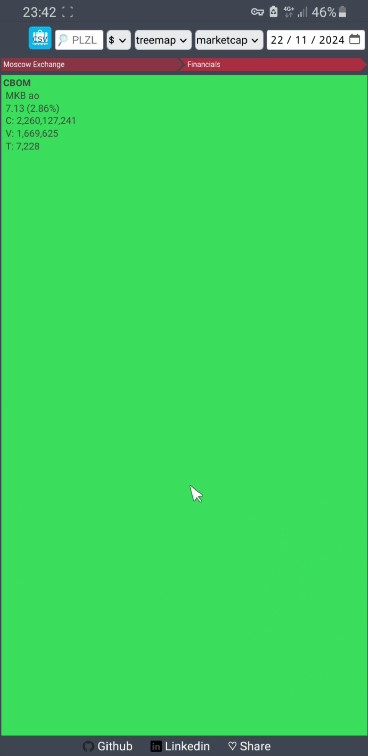 23:42 4G+ 46%
PLZL $ treemap marketcap 22 / 11 / 2024
Moscow Exchange Financials
CBOM
MKB ao
7.13 (2.86%)
C: 2,260,127,241
V: 1,669,625
T: 7,228
Github Linkedin ♡ Share